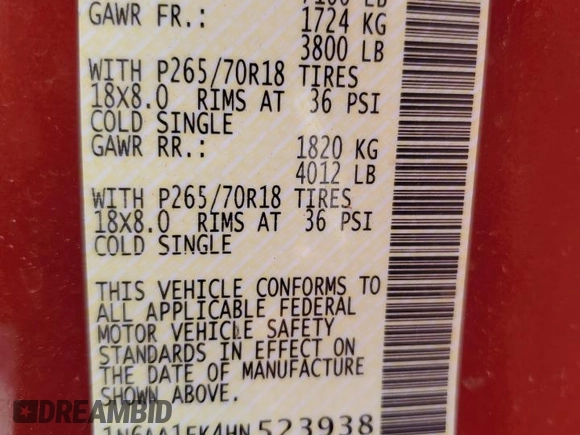 7100 LB
GAWR FR.: 1724 KG
3800 LB
WITH P265/70R18 TIRES
18X8.0 RIMS AT 36 PSI
COLD SINGLE
GAWR RR.: 1820 KG
4012 LB
WITH P265/70R18 TIRES
18X8.0 RIMS AT 36 PSI
COLD SINGLE
THIS VEHICLE CONFORMS TO
ALL APPLICABLE FEDERAL
MOTOR VEHICLE SAFETY
STANDARDS IN EFFECT ON
THE DATE OF MANUFACTURE
SHOWN ABOVE.
1N6AA1EK4HN523938
DREAMBID